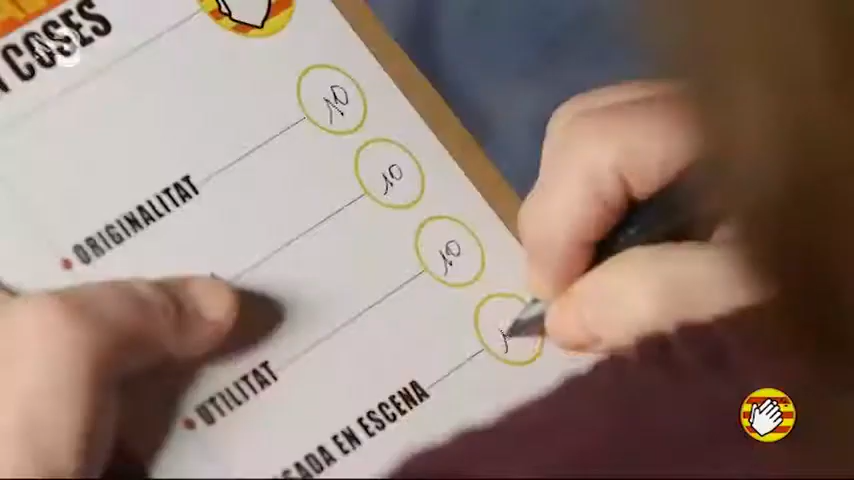 COSES
10
ORIGINALITAT
10
UTILITAT
10
EN ESCENA